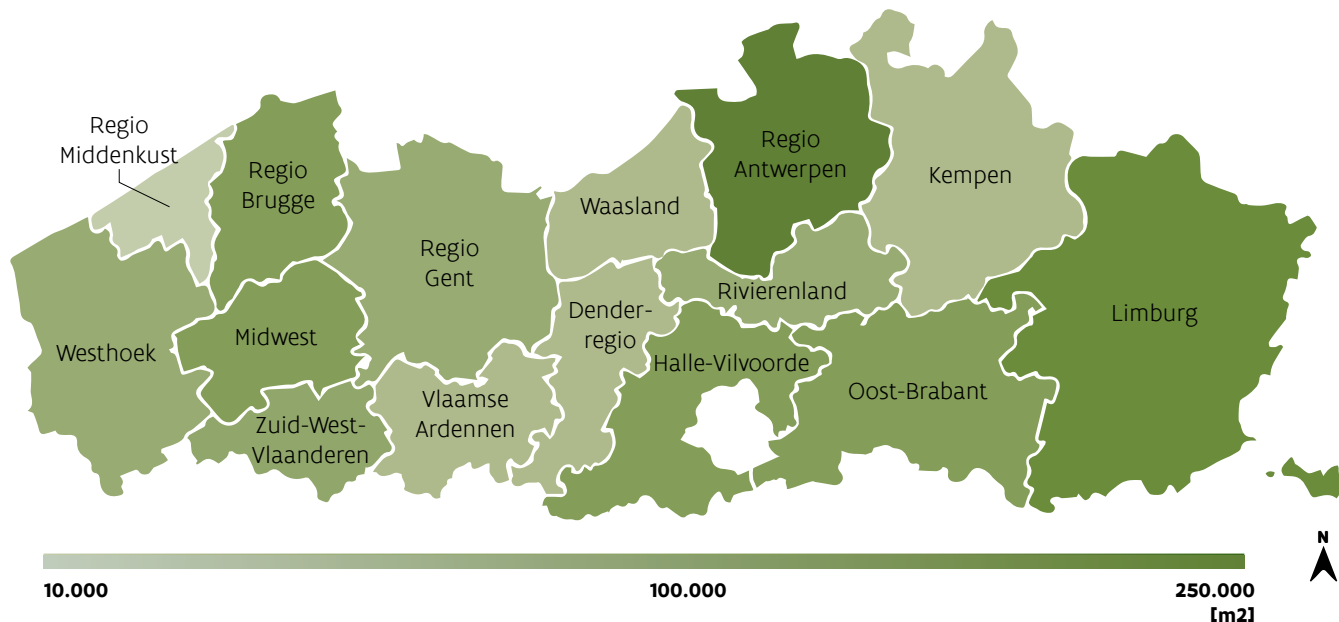 Regio
Middenkust
Regio
Brugge
Regio
Gent
Waasland
Regio
Antwerpen
Kempen
Limburg
Rivierenland
Dender-
regio
Westhoek
Midwest
Halle-Vilvoorde
Oost-Brabant
Vlaamse
Ardennen
Zuid-West-
Vlaanderen
N
10.000
100.000
250.000
[m2]